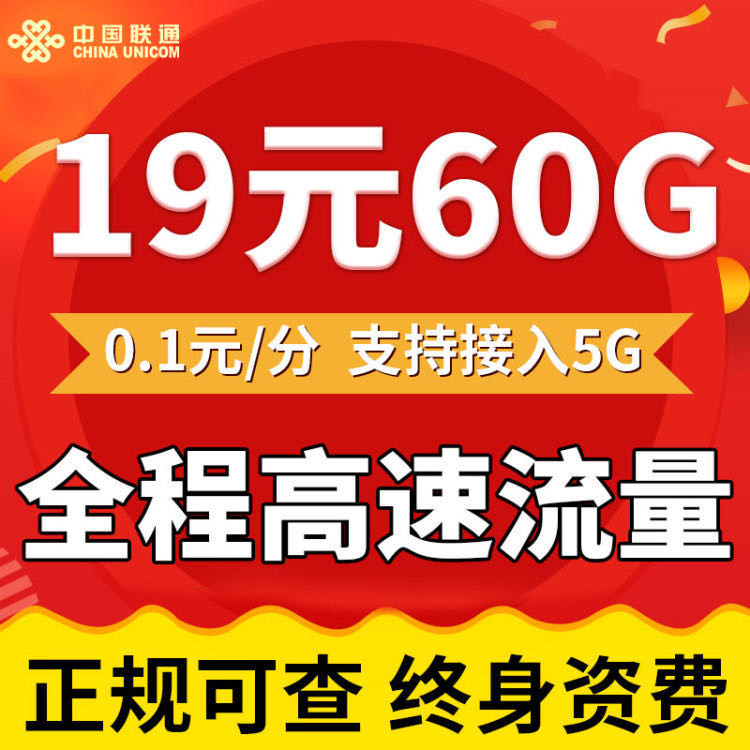 中国联通
CHINA UNICOM
19元60G
0.1元/分 支持接入5G
全程高速流量
正规可查 终身资费